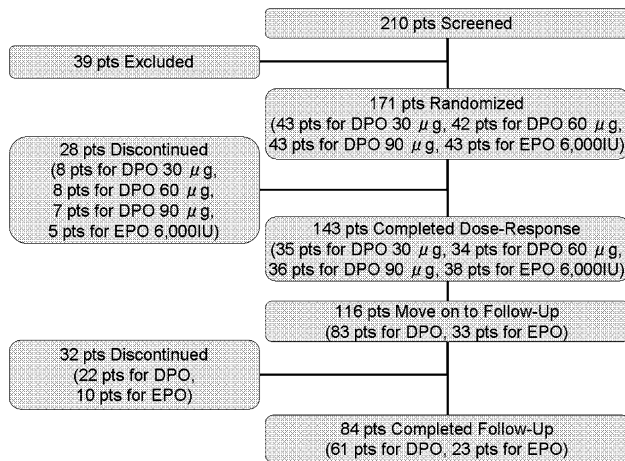 210 pts Screened
39 pts Excluded
171 pts Randomized
(43 pts for DPO 30 μg, 42 pts for DPO 60 μg,
43 pts for DPO 90 μg, 43 pts for EPO 6,000IU)
28 pts Discontinued
(8 pts for DPO 30 μg,
8 pts for DPO 60 μg,
7 pts for DPO 90 μg,
5 pts for EPO 6,000IU)
143 pts Completed Dose-Response
(35 pts for DPO 30 μg, 34 pts for DPO 60 μg,
36 pts for DPO 90 μg, 38 pts for EPO 6,000IU)
116 pts Move on to Follow-Up
(83 pts for DPO, 33 pts for EPO)
32 pts Discontinued
(22 pts for DPO,
10 pts for EPO)
84 pts Completed Follow-Up
(61 pts for DPO, 23 pts for EPO)